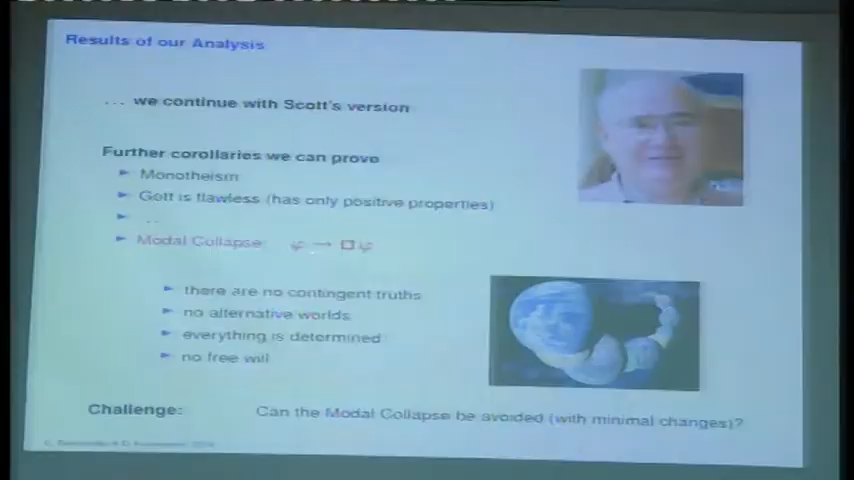 Results of our Analysis
... we continue with Scott's version
Further corollaries we can prove
► Monotheism
► Gott is flawless (has only positive properties)
► ...
► Modal Collapse: φ → □φ
► there are no contingent truths
► no alternative worlds
► everything is determined
► no free will
Challenge: Can the Modal Collapse be avoided (with minimal changes)?